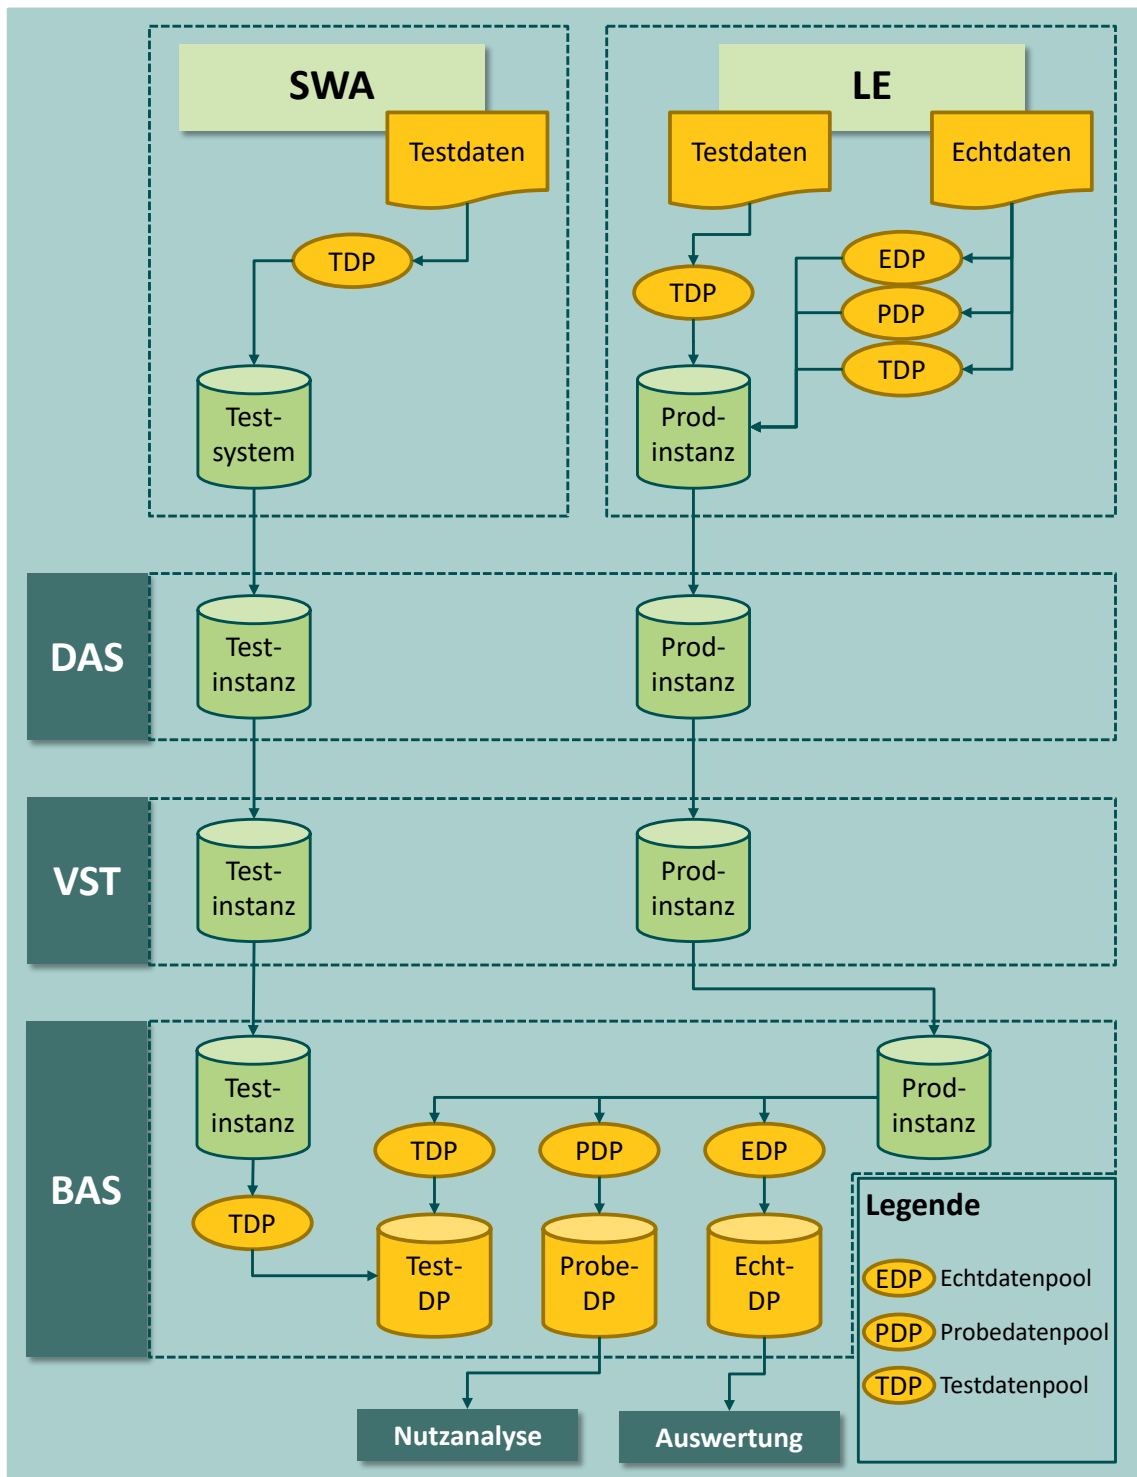 SWA
LE
Testdaten
Testdaten
Echtdaten
TDP
EDP
TDP
PDP
TDP
Test-
system
Prod-
instanz
DAS
Test-
instanz
Prod-
instanz
VST
Test-
instanz
Prod-
instanz
BAS
Test-
instanz
Prod-
instanz
TDP
PDP
EDP
TDP
Test-
DP
Probe-
DP
Echt-
DP
Legende
EDP Echtdatenpool
PDP Probedatenpool
TDP Testdatenpool
Nutzanalyse
Auswertung